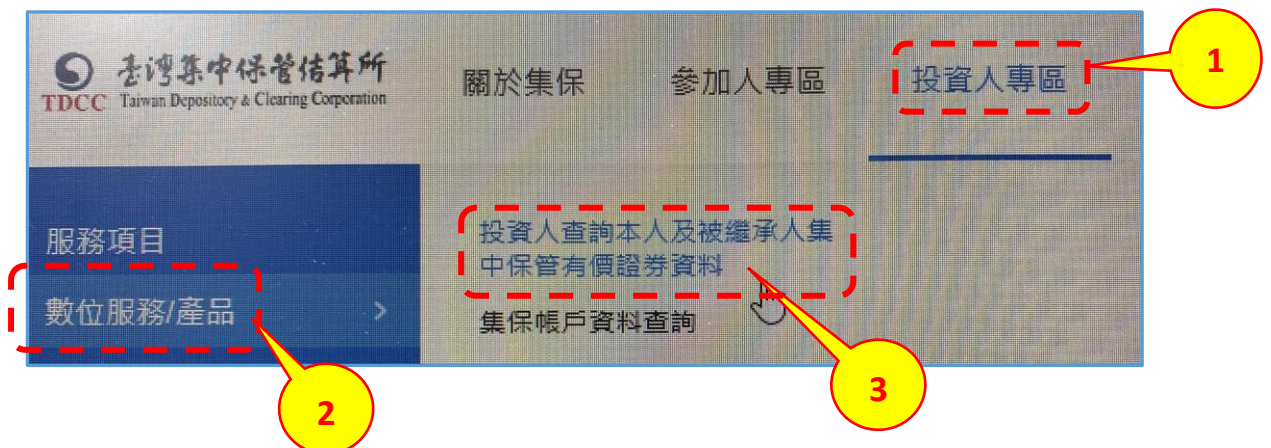 臺灣集中保管結算所
TDCC Taiwan Depository & Clearing Corporation
關於集保
參加人專區
投資人專區
1
服務項目
數位服務/產品 >
2
投資人查詢本人及被繼承人集
中保管有價證券資料
3
集保帳戶資料查詢